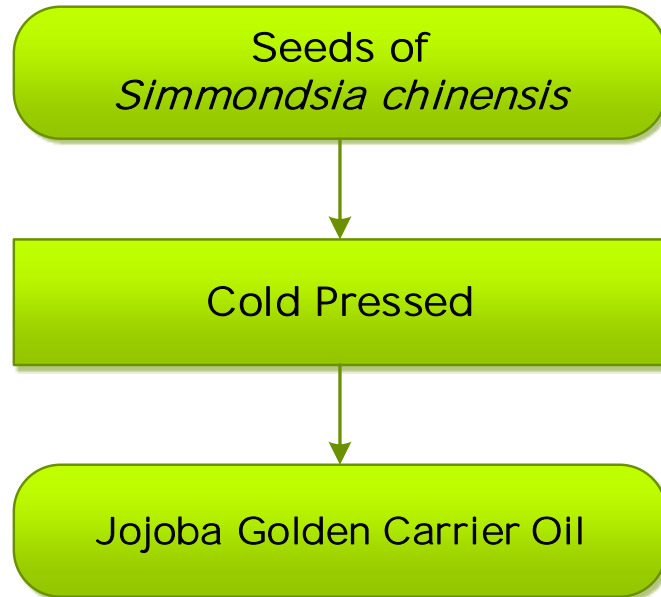 Seeds of
Simmondsia chinensis
Cold Pressed
Jojoba Golden Carrier Oil